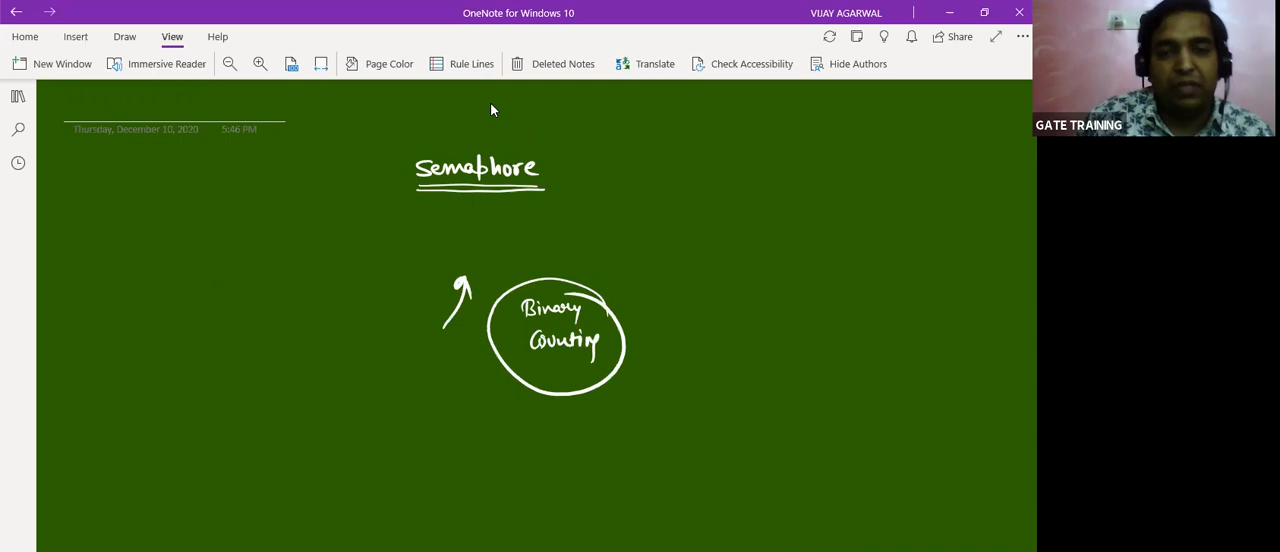 OneNote for Windows 10
VIJAY AGARWAL
Home Insert Draw View Help
Share
New Window Immersive Reader Page Color Rule Lines Deleted Notes Translate Check Accessibility Hide Authors
GATE TRAINING
Thursday, December 10, 2020 5:46 PM
Semaphore
Binary
Counting